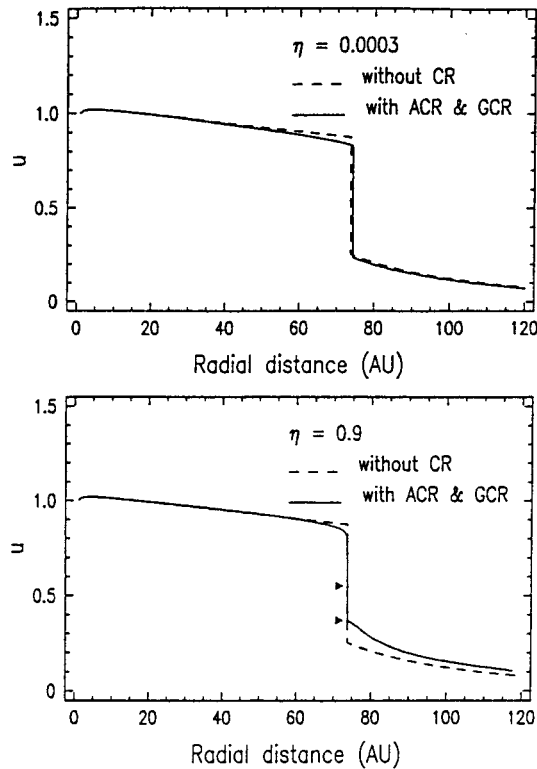 1.5
1.0
0.5
0
u
η = 0.0003
without CR
with ACR & GCR
0 20 40 60 80 100 120
Radial distance (AU)
1.5
1.0
0.5
0
u
η = 0.9
without CR
with ACR & GCR
0 20 40 60 80 100 120
Radial distance (AU)